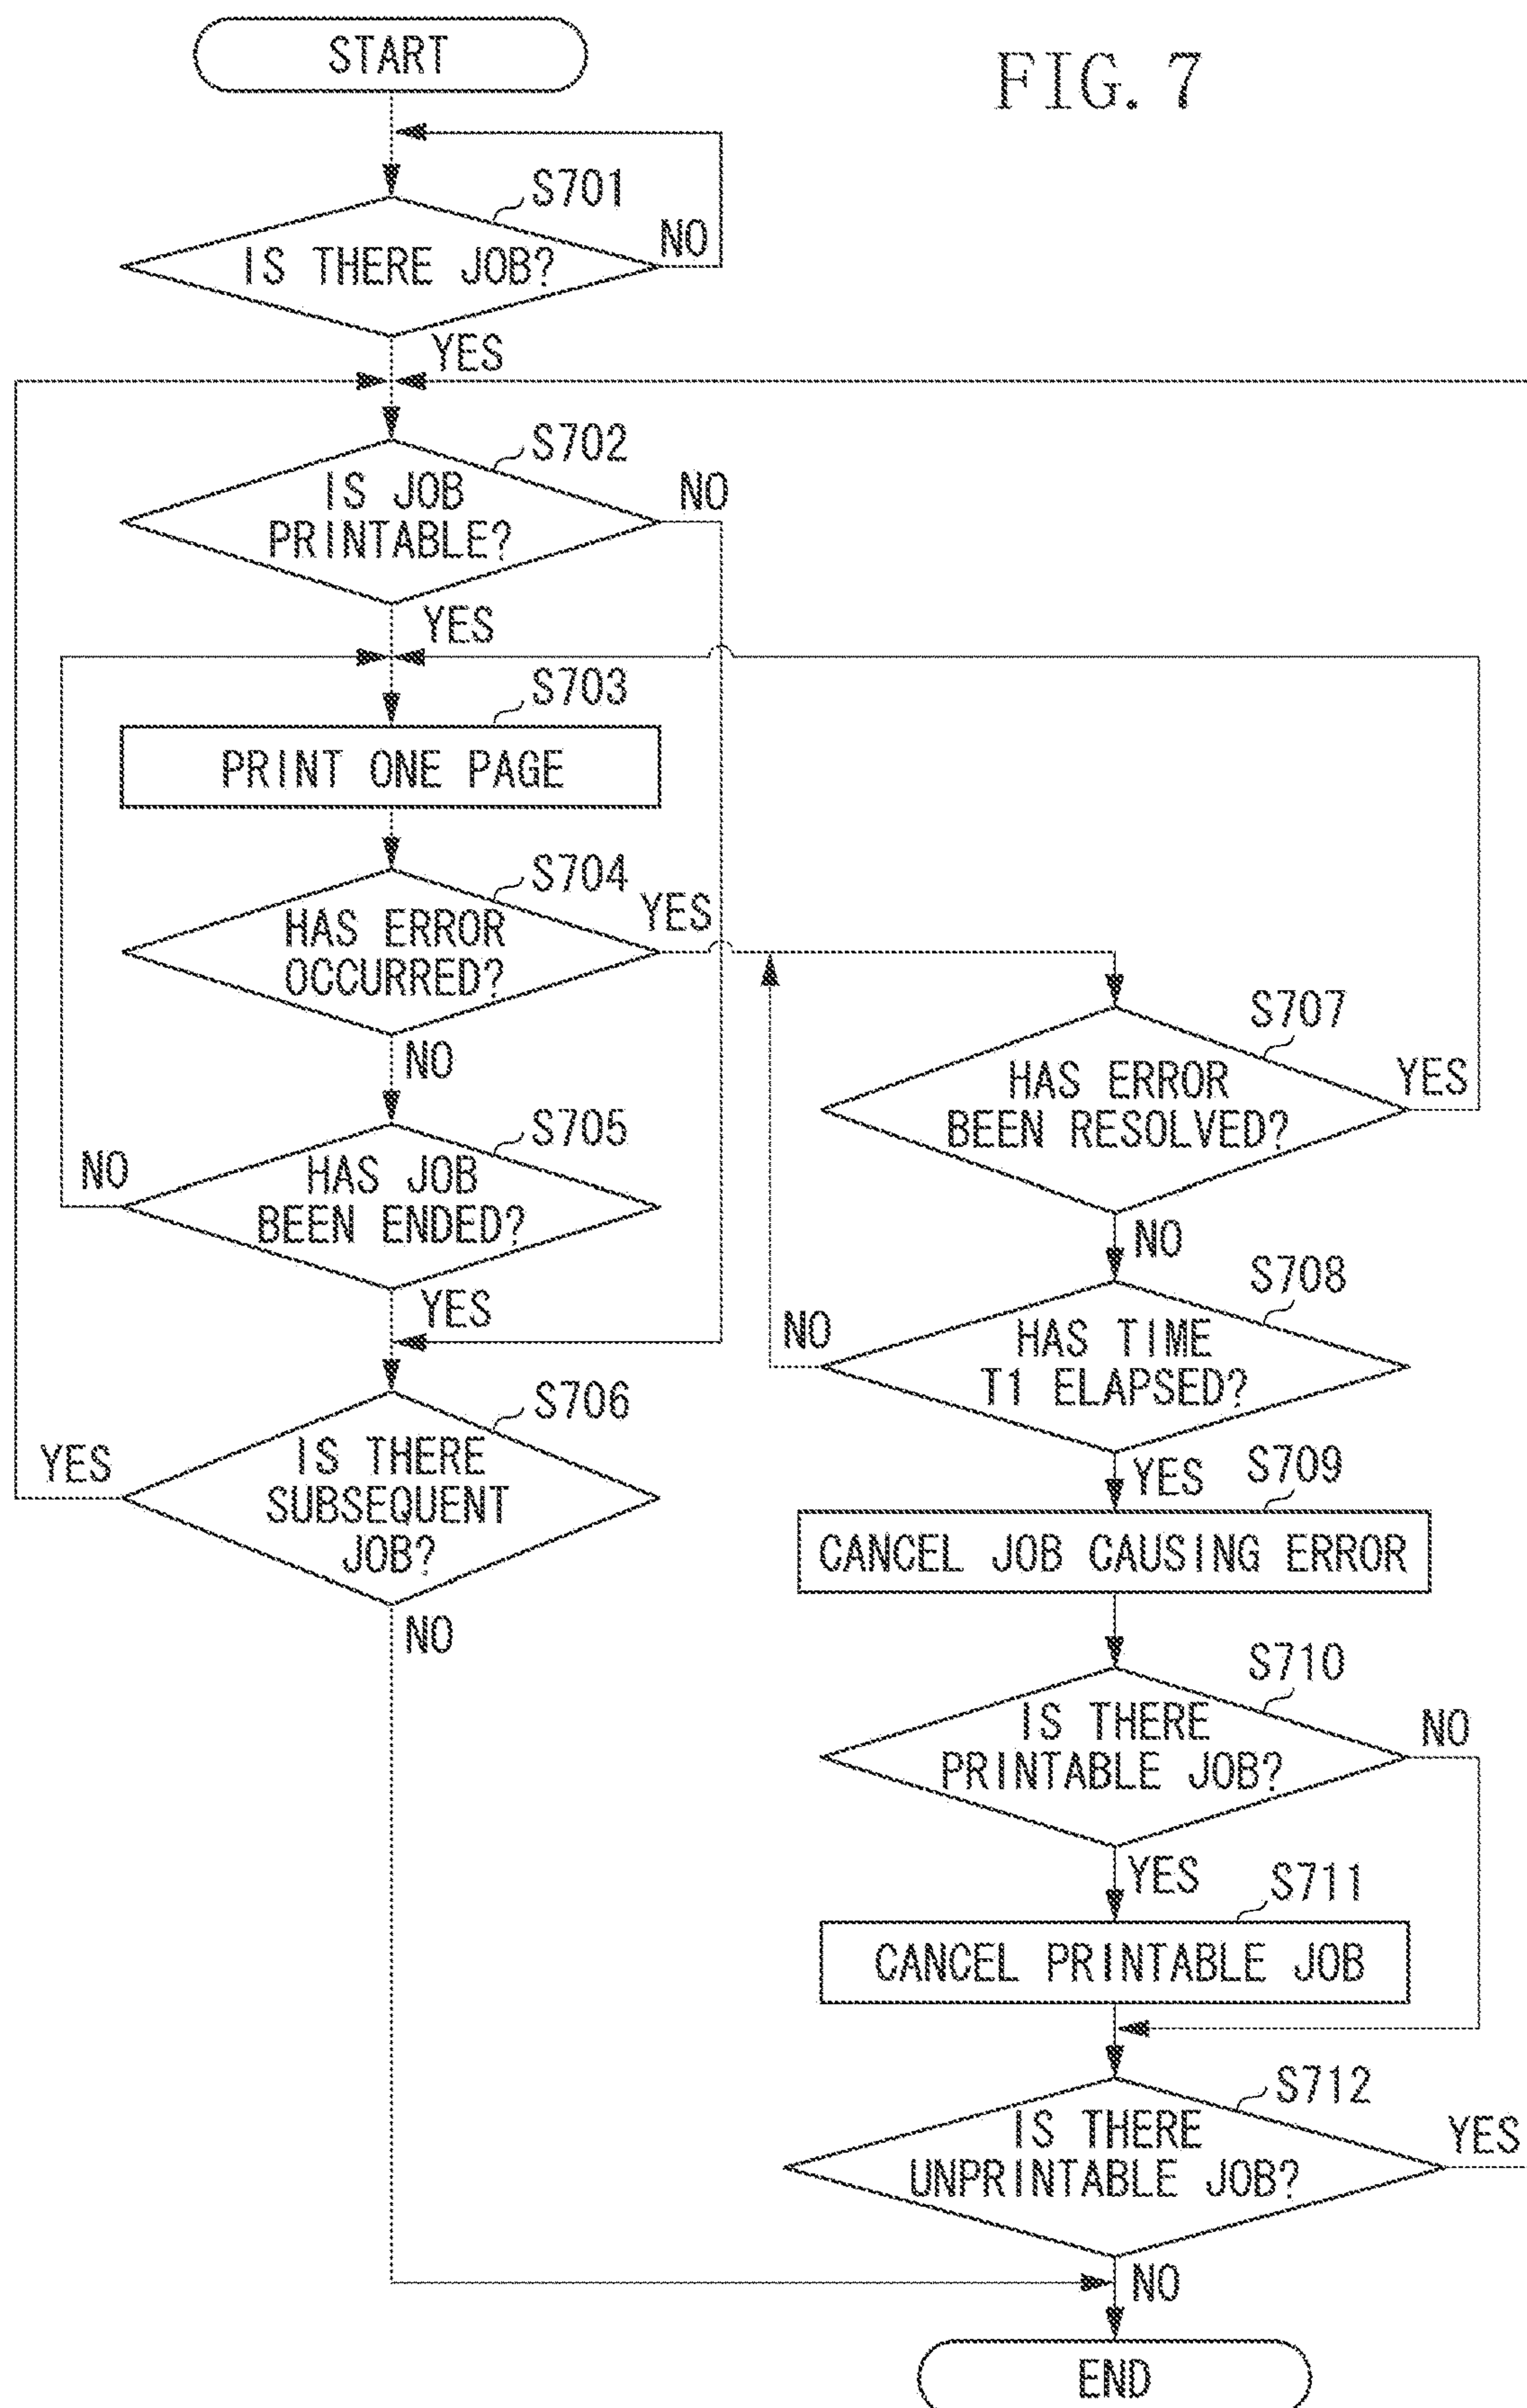 FIG. 7
START
S701
IS THERE JOB?
NO
YES
S702
IS JOB
PRINTABLE?
NO
YES
S703
PRINT ONE PAGE
S704
HAS ERROR
OCCURRED?
YES
NO
S705
HAS JOB
BEEN ENDED?
NO
YES
S706
IS THERE
SUBSEQUENT
JOB?
YES
NO
S707
HAS ERROR
BEEN RESOLVED?
YES
NO
S708
HAS TIME
T1 ELAPSED?
NO
YES
S709
CANCEL JOB CAUSING ERROR
S710
IS THERE
PRINTABLE JOB?
NO
YES
S711
CANCEL PRINTABLE JOB
S712
IS THERE
UNPRINTABLE JOB?
YES
NO
END